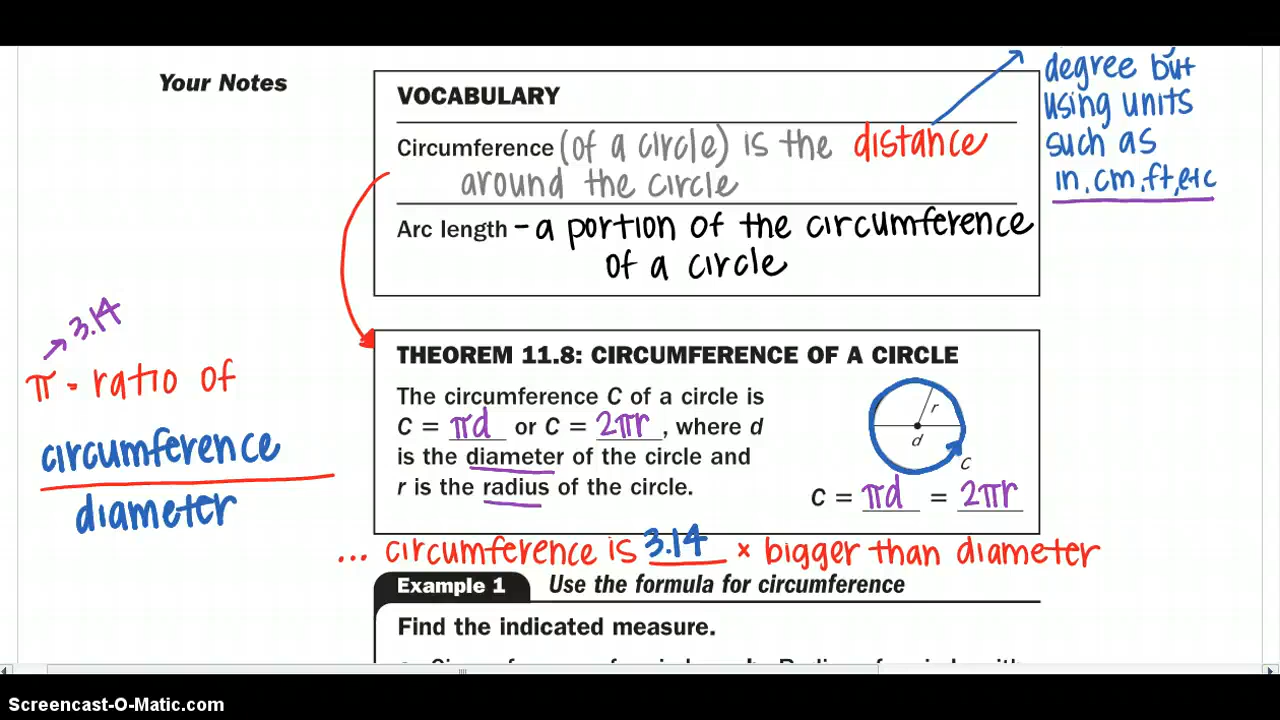 Your Notes
VOCABULARY
Circumference (of a circle) is the distance
around the circle
degree but
using units
such as
in, cm, ft, etc
Arc length - a portion of the circumference
of a circle
3.14
π = ratio of
circumference
diameter
THEOREM 11.8: CIRCUMFERENCE OF A CIRCLE
The circumference C of a circle is
C = πd or C = 2πr, where d
is the diameter of the circle and
r is the radius of the circle.
r
d
C
C = πd = 2πr
... circumference is 3.14 × bigger than diameter
Example 1 Use the formula for circumference
Find the indicated measure.
Screencast-O-Matic.com